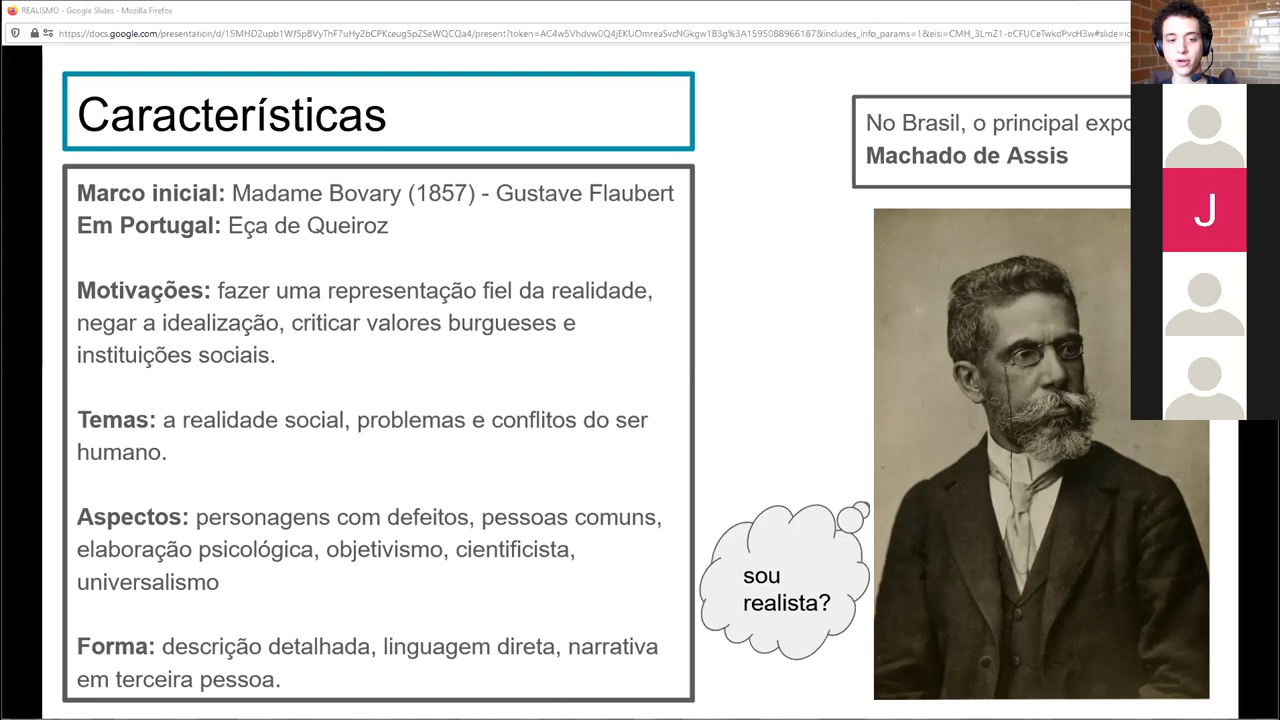 REALISMO - Google Slides - Mozilla Firefox
Características
Marco inicial: Madame Bovary (1857) - Gustave Flaubert
Em Portugal: Eça de Queiroz
Motivações: fazer uma representação fiel da realidade,
negar a idealização, criticar valores burgueses e
instituições sociais.
Temas: a realidade social, problemas e conflitos do ser
humano.
Aspectos: personagens com defeitos, pessoas comuns,
elaboração psicológica, objetivismo, cientificista,
universalismo
Forma: descrição detalhada, linguagem direta, narrativa
em terceira pessoa.
No Brasil, o principal expo
Machado de Assis
J
sou
realista?